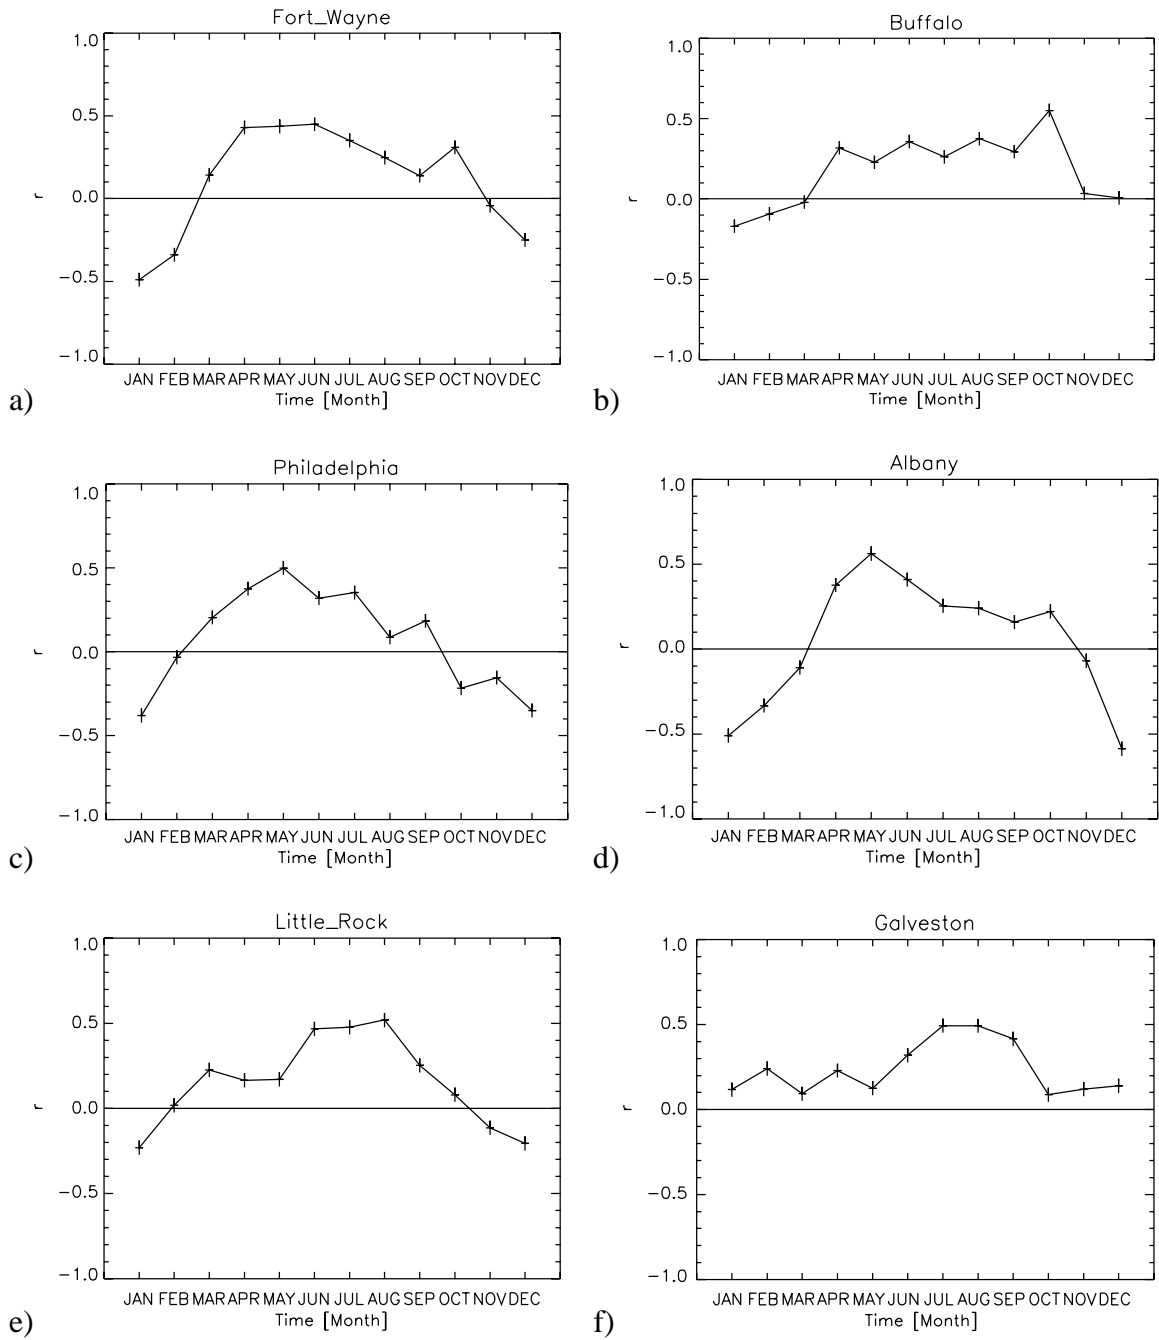 Fort_Wayne
1.0
0.5
0.0
−0.5
−1.0
r
JAN FEB MAR APR MAY JUN JUL AUG SEP OCT NOV DEC
Time [Month]
a)
Buffalo
1.0
0.5
0.0
−0.5
−1.0
r
JAN FEB MAR APR MAY JUN JUL AUG SEP OCT NOV DEC
Time [Month]
b)
Philadelphia
1.0
0.5
0.0
−0.5
−1.0
r
JAN FEB MAR APR MAY JUN JUL AUG SEP OCT NOV DEC
Time [Month]
c)
Albany
1.0
0.5
0.0
−0.5
−1.0
r
JAN FEB MAR APR MAY JUN JUL AUG SEP OCT NOV DEC
Time [Month]
d)
Little_Rock
1.0
0.5
0.0
−0.5
−1.0
r
JAN FEB MAR APR MAY JUN JUL AUG SEP OCT NOV DEC
Time [Month]
e)
Galveston
1.0
0.5
0.0
−0.5
−1.0
r
JAN FEB MAR APR MAY JUN JUL AUG SEP OCT NOV DEC
Time [Month]
f)